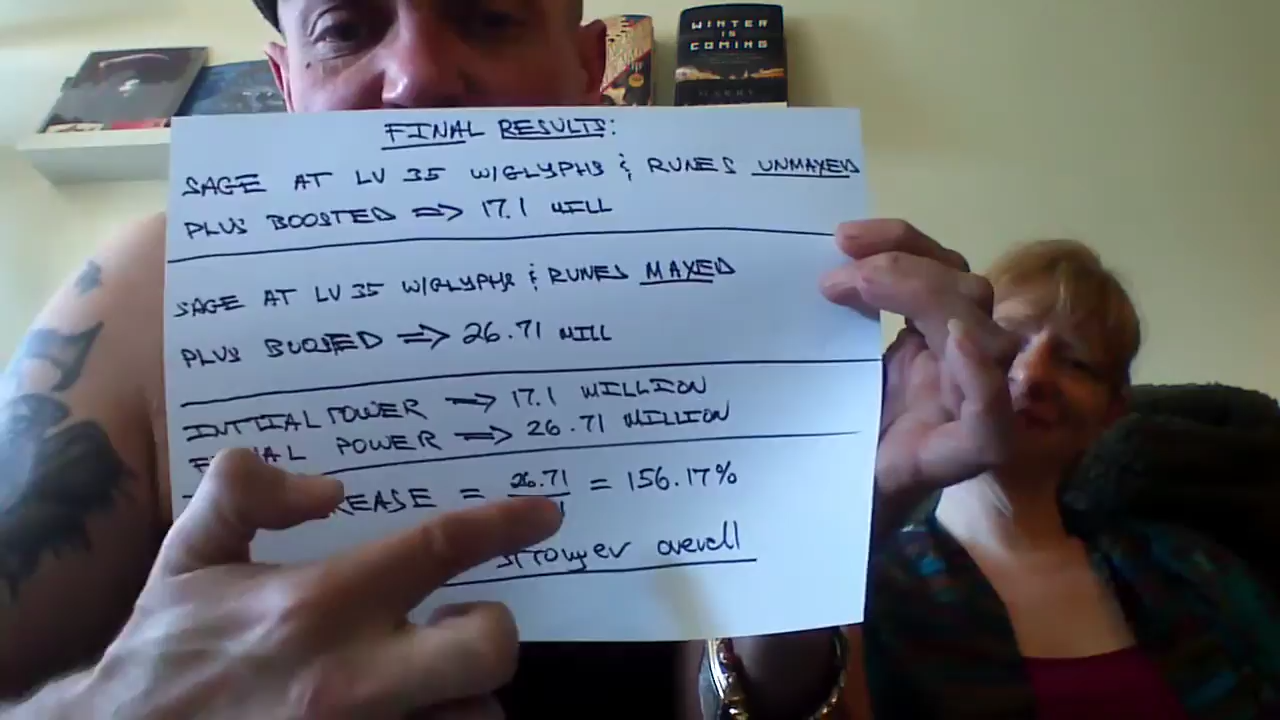 WINTER
IS
COMING
FINAL RESULTS:
SAGE AT LV 35 W/GLYPHS & RUNES UNMAXED
PLUS BOOSTED => 17.1 MILL
SAGE AT LV 35 W/GLYPHS & RUNES MAXED
PLUS BOOSTED => 26.71 MILL
INITIAL POWER => 17.1 MILLION
POWER => 26.71 MILLION
= 26.71 = 156.17%
stronger overall